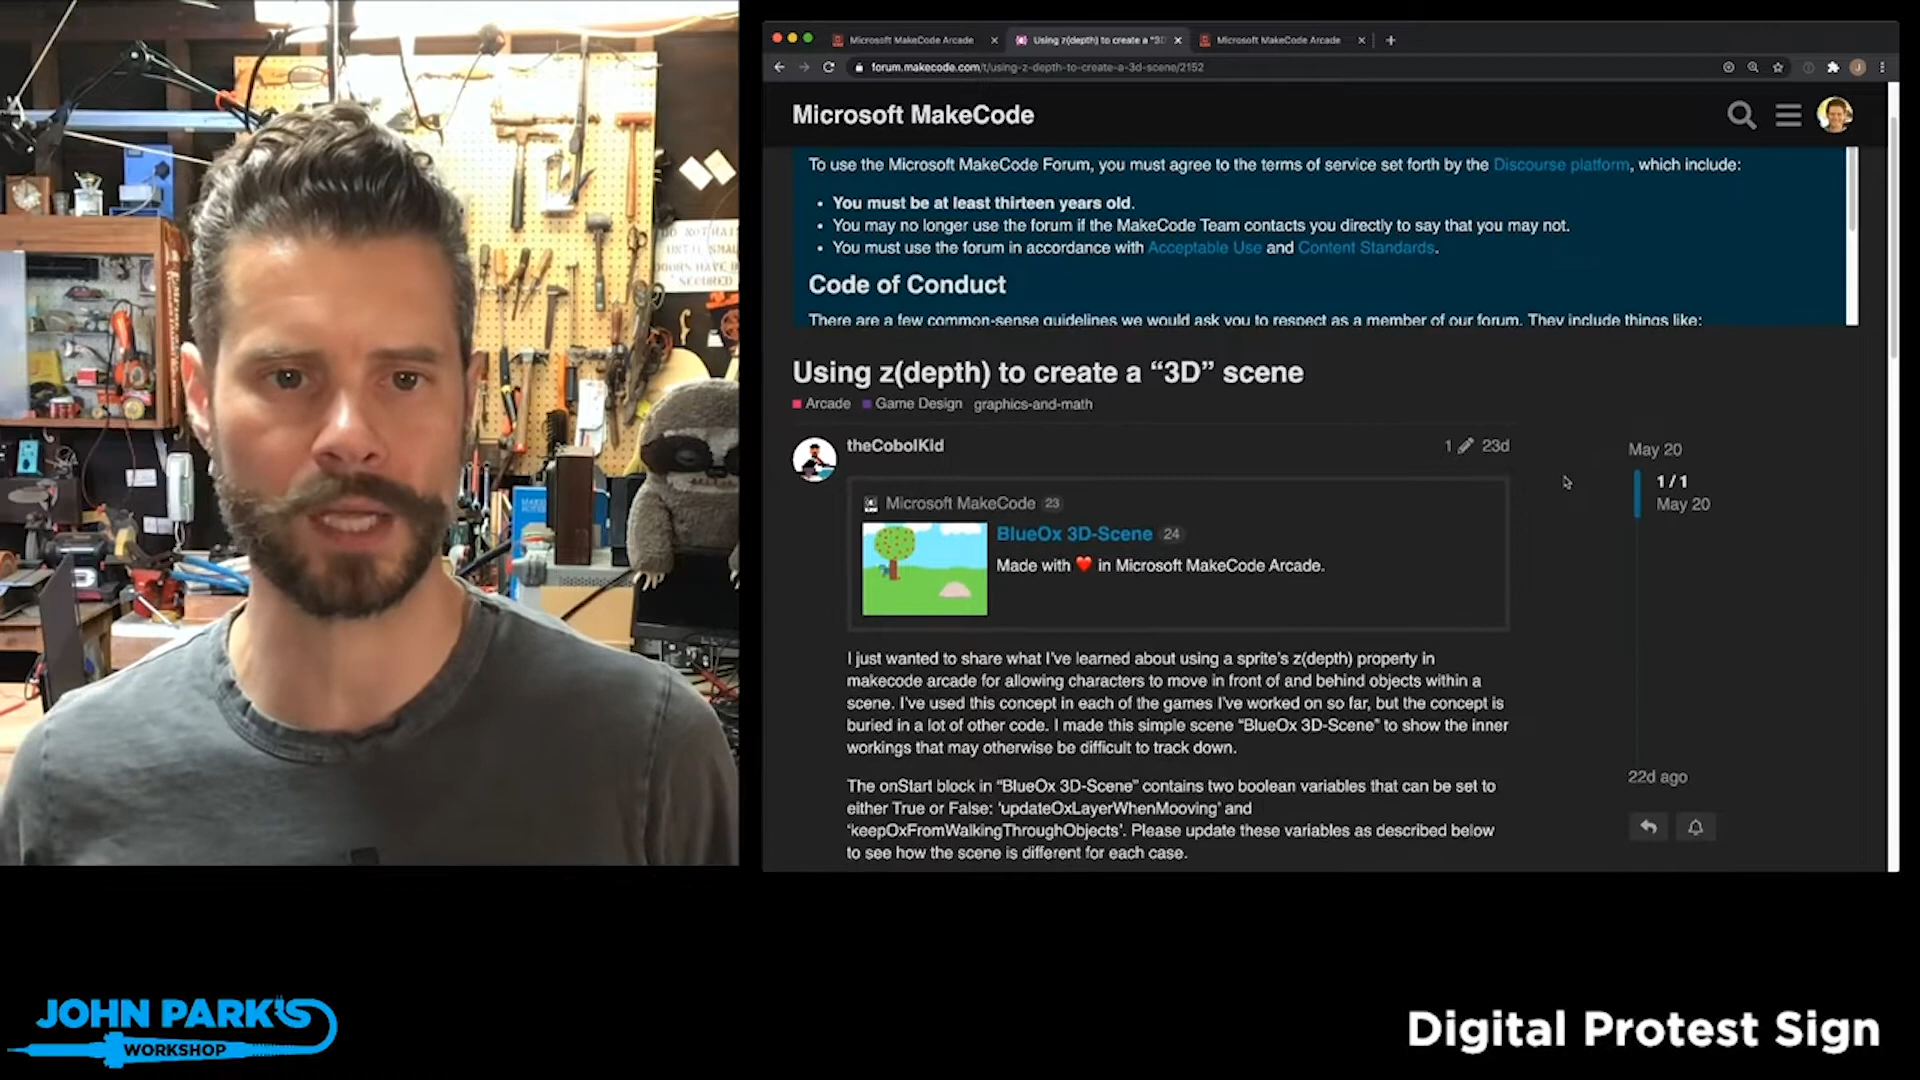 Microsoft MakeCode Arcade
Using z(depth) to create a "3D"
Microsoft MakeCode Arcade
forum.makecode.com/t/using-z-depth-to-create-a-3d-scene/2152
Microsoft MakeCode
To use the Microsoft MakeCode Forum, you must agree to the terms of service set forth by the Discourse platform, which include:
• You must be at least thirteen years old.
• You may no longer use the forum if the MakeCode Team contacts you directly to say that you may not.
• You must use the forum in accordance with Acceptable Use and Content Standards.
Code of Conduct
There are a few common-sense guidelines we would ask you to respect as a member of our forum. They include things like:
Using z(depth) to create a “3D” scene
Arcade Game Design graphics-and-math
theCobolKid
1 23d
May 20
1 / 1
May 20
Microsoft MakeCode 23
BlueOx 3D-Scene 24
Made with ❤️ in Microsoft MakeCode Arcade.
I just wanted to share what I’ve learned about using a sprite’s z(depth) property in
makecode arcade for allowing characters to move in front of and behind objects within a
scene. I’ve used this concept in each of the games I’ve worked on so far, but the concept is
buried in a lot of other code. I made this simple scene “BlueOx 3D-Scene” to show the inner
workings that may otherwise be difficult to track down.
The onStart block in “BlueOx 3D-Scene” contains two boolean variables that can be set to
either True or False: ‘updateOxLayerWhenMooving’ and
‘keepOxFromWalkingThroughObjects’. Please update these variables as described below
to see how the scene is different for each case.
22d ago
JOHN PARK'S
WORKSHOP
Digital Protest Sign